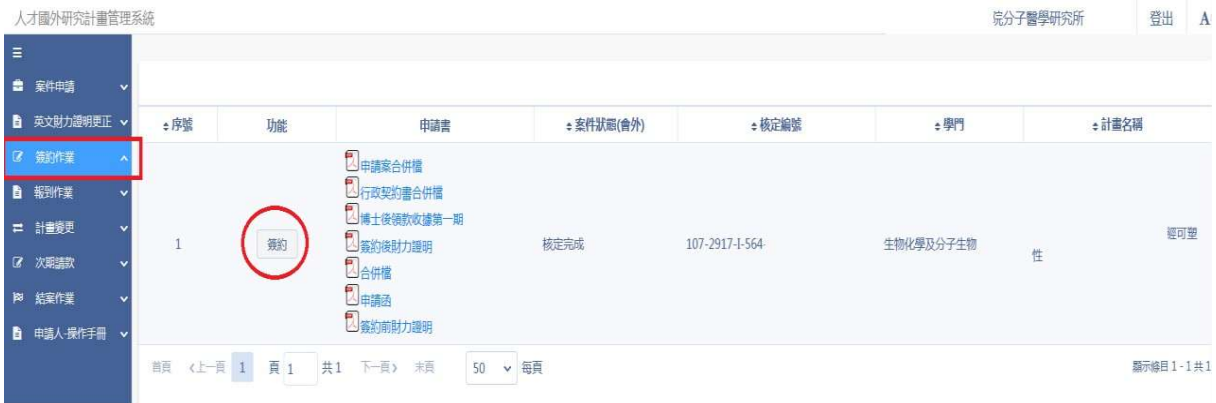 人才國外研究計畫管理系統
院分子醫學研究所 登出 A
案件申請
英文財力證明更正
簽約作業
報到作業
計畫變更
次期請款
結案作業
申請人-操作手冊
序號 功能 申請書 案件狀態(會外) 核定編號 學門 計畫名稱
申請案合併檔
行政契約書合併檔
博士後領款收據第一期
簽約後財力證明
合併檔
申請函
簽約前財力證明
1 簽約 核定完成 107-2917-I-564- 生物化學及分子生物 經可塑
性
首頁 上一頁 1 頁 1 共1 下一頁 末頁 50 每頁 顯示條目 1 - 1 共1